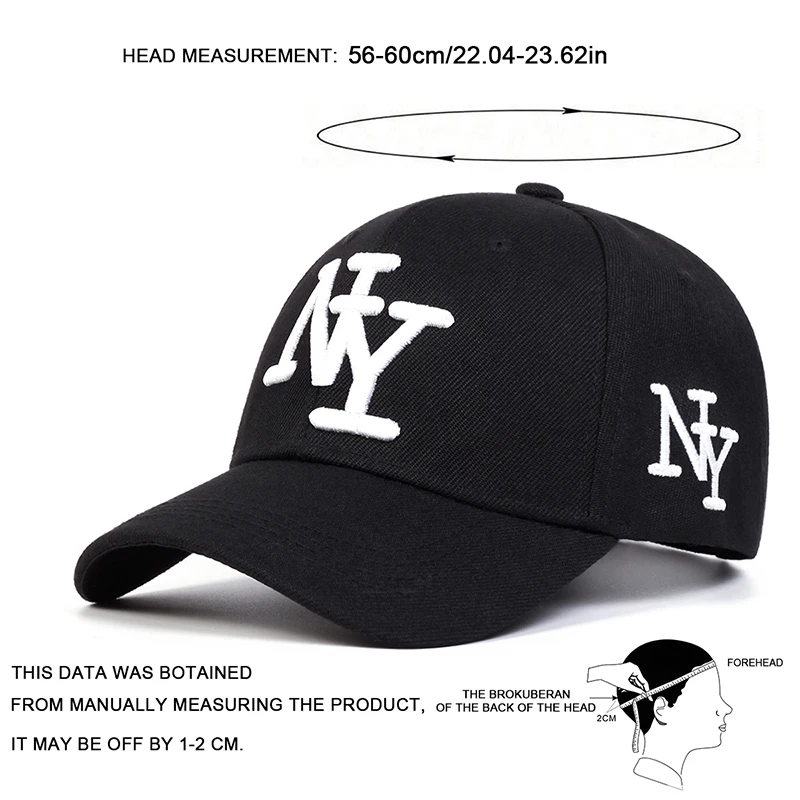 HEAD MEASUREMENT: 56-60cm/22.04-23.62in
NY
NY
THIS DATA WAS BOTAINED
FROM MANUALLY MEASURING THE PRODUCT,
IT MAY BE OFF BY 1-2 CM.
FOREHEAD
THE BROKUBERAN
OF THE BACK OF THE HEAD
2CM